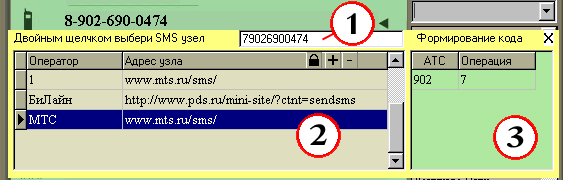 8-902-690-0474
Двойным щелчком выбери SMS узел 79026900474 1 Формирование кода X
Оператор Адрес узла + - АТС Операция
1 www.mts.ru/sms/ 902 7
БиЛайн http://www.pds.ru/mini-site/?ctnt=sendsms
МТС www.mts.ru/sms/ 2 3